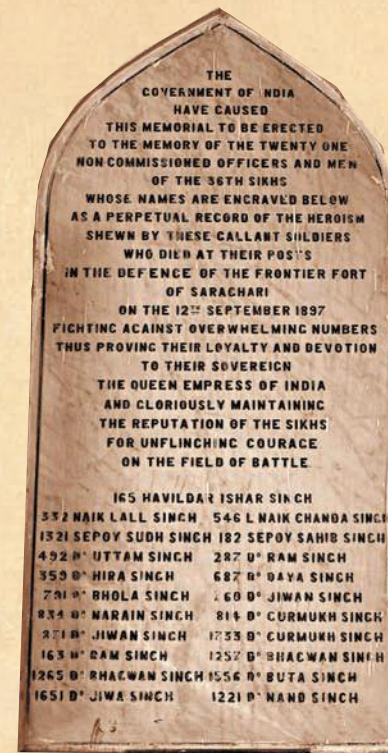 THE
GOVERNMENT OF INDIA
HAVE CAUSED
THIS MEMORIAL TO BE ERECTED
TO THE MEMORY OF THE TWENTY ONE
NON COMMISSIONED OFFICERS AND MEN
OF THE 36TH SIKHS
WHOSE NAMES ARE ENGRAVED BELOW
AS A PERPETUAL RECORD OF THE HEROISM
SHEWN BY THESE GALLANT SOLDIERS
WHO DIED AT THEIR POSTS
IN THE DEFENCE OF THE FRONTIER FORT
OF SARAGHARI
ON THE 12TH SEPTEMBER 1897
FIGHTING AGAINST OVERWHELMING NUMBERS
THUS PROVING THEIR LOYALTY AND DEVOTION
TO THEIR SOVEREIGN
THE QUEEN EMPRESS OF INDIA
AND GLORIOUSLY MAINTAINING
THE REPUTATION OF THE SIKHS
FOR UNFLINCHING COURAGE
ON THE FIELD OF BATTLE
165 HAVILDAR ISHAR SINGH
332 NAIK LALL SINGH 546 L NAIK CHANDA SINGH
1321 SEPOY SUDH SINGH 182 SEPOY SAHIB SINGH
492 Dº UTTAM SINGH 287 Dº RAM SINGH
359 Dº HIRA SINGH 687 Dº DAYA SINGH
791 Dº BHOLA SINGH 760 Dº JIWAN SINGH
834 Dº NARAIN SINGH 814 Dº GURMUKH SINGH
871 Dº JIWAN SINGH 1733 Dº GURMUKH SINGH
163 Dº RAM SINGH 1257 Dº BHAGWAN SINGH
1265 Dº BHAGWAN SINGH 1556 Dº BUTA SINGH
1651 Dº JIWA SINGH 1221 Dº NAND SINGH